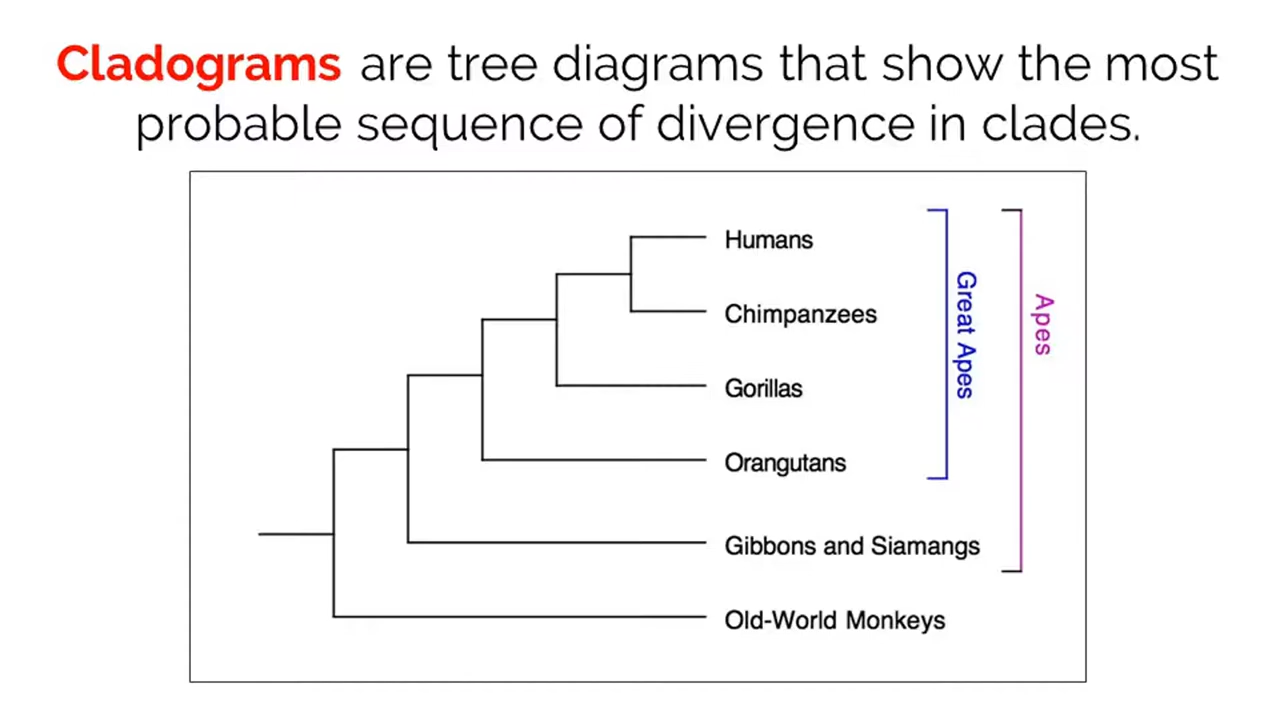 Cladograms are tree diagrams that show the most
probable sequence of divergence in clades.
Humans
Chimpanzees
Gorillas
Orangutans
Gibbons and Siamangs
Old-World Monkeys
Great Apes
Apes